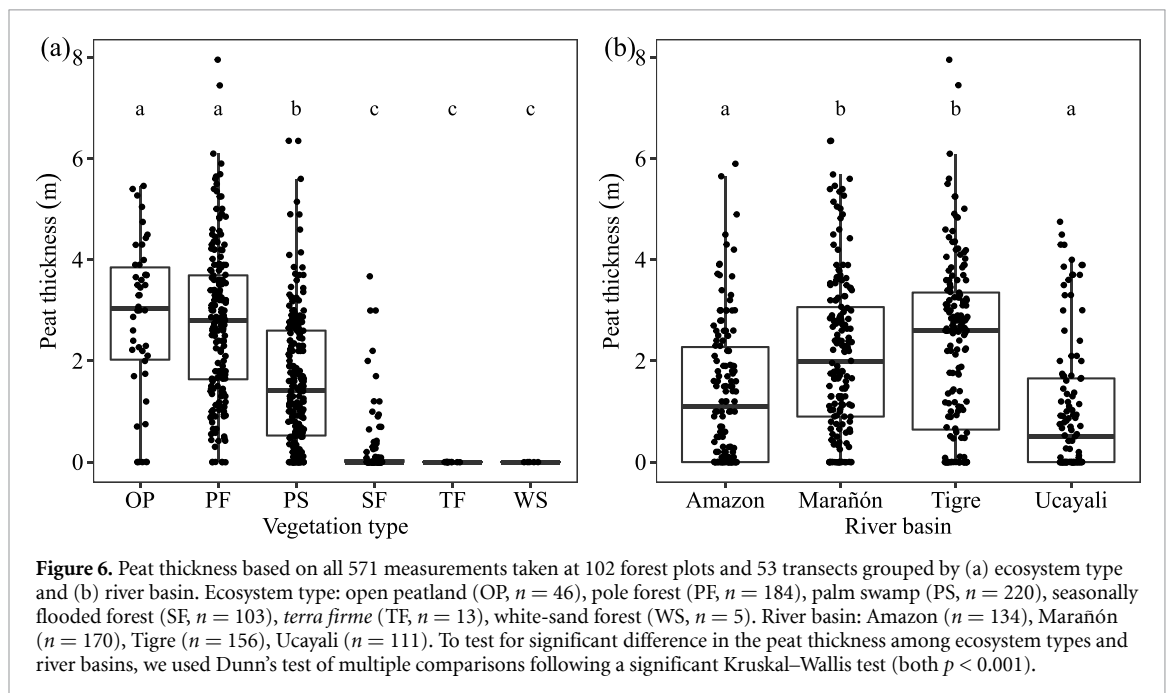 (a)
8
6
4
2
0
Peat thickness (m)
a a b c c c
OP PF PS SF TF WS
Vegetation type
(b)
8
6
4
2
0
Peat thickness (m)
a b b a
Amazon Marañón Tigre Ucayali
River basin
Figure 6. Peat thickness based on all 571 measurements taken at 102 forest plots and 53 transects grouped by (a) ecosystem type
and (b) river basin. Ecosystem type: open peatland (OP, n = 46), pole forest (PF, n = 184), palm swamp (PS, n = 220), seasonally
flooded forest (SF, n = 103), terra firme (TF, n = 13), white-sand forest (WS, n = 5). River basin: Amazon (n = 134), Marañón
(n = 170), Tigre (n = 156), Ucayali (n = 111). To test for significant difference in the peat thickness among ecosystem types and
river basins, we used Dunn’s test of multiple comparisons following a significant Kruskal–Wallis test (both p < 0.001).